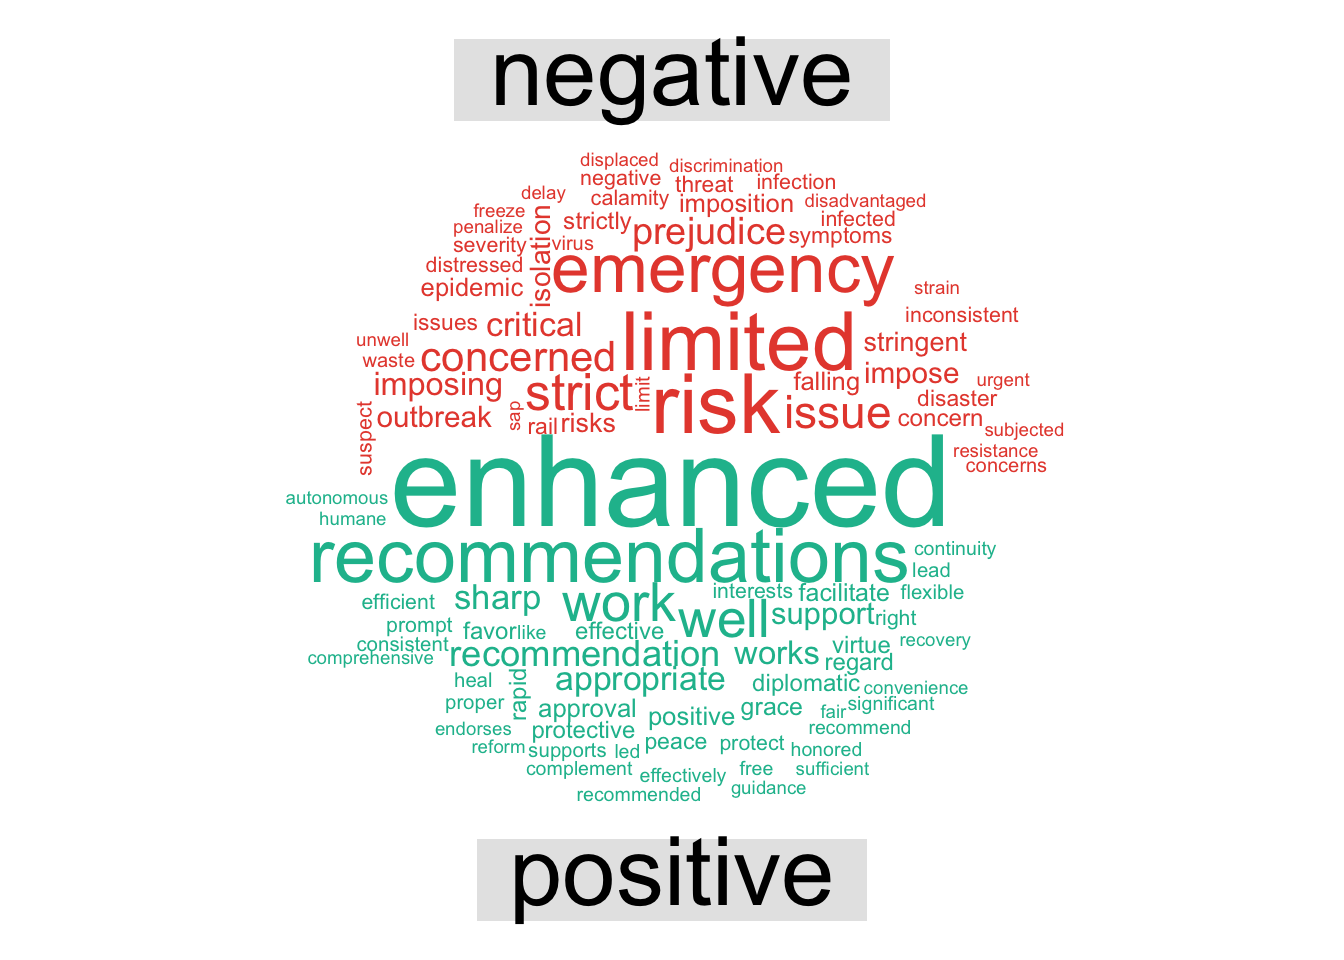 negative
displaced discrimination
negative threat infection
delay calamity imposition disadvantaged
freeze isolation strictly prejudice infected
penalize virus symptoms
severity emergency
distressed
epidemic strain
issues critical limited inconsistent
unwell concerned stringent
waste
imposing strict limit risk falling impose urgent
outbreak sap issue disaster
suspect rail risks concern subjected
resistance
enhanced concerns
autonomous
humane
recommendations continuity
lead
efficient sharp work interests facilitate flexible
prompt favor like effective well support right
consistent recommendation works virtue recovery
comprehensive regard
heal rapid appropriate diplomatic convenience
proper approval positive grace fair significant
endorses protective recommend
reform supports led peace protect honored
complement effectively free sufficient
recommended guidance
positive